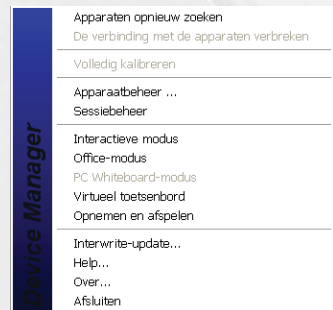 Device Manager
Apparaten opnieuw zoeken
De verbinding met de apparaten verbreken
Volledig kalibreren
Apparaatbeheer ...
Sessiebeheer
Interactieve modus
Office-modus
PC Whiteboard-modus
Virtueel toetsenbord
Opnemen en afspelen
Interwrite-update...
Help...
Over...
Afsluiten